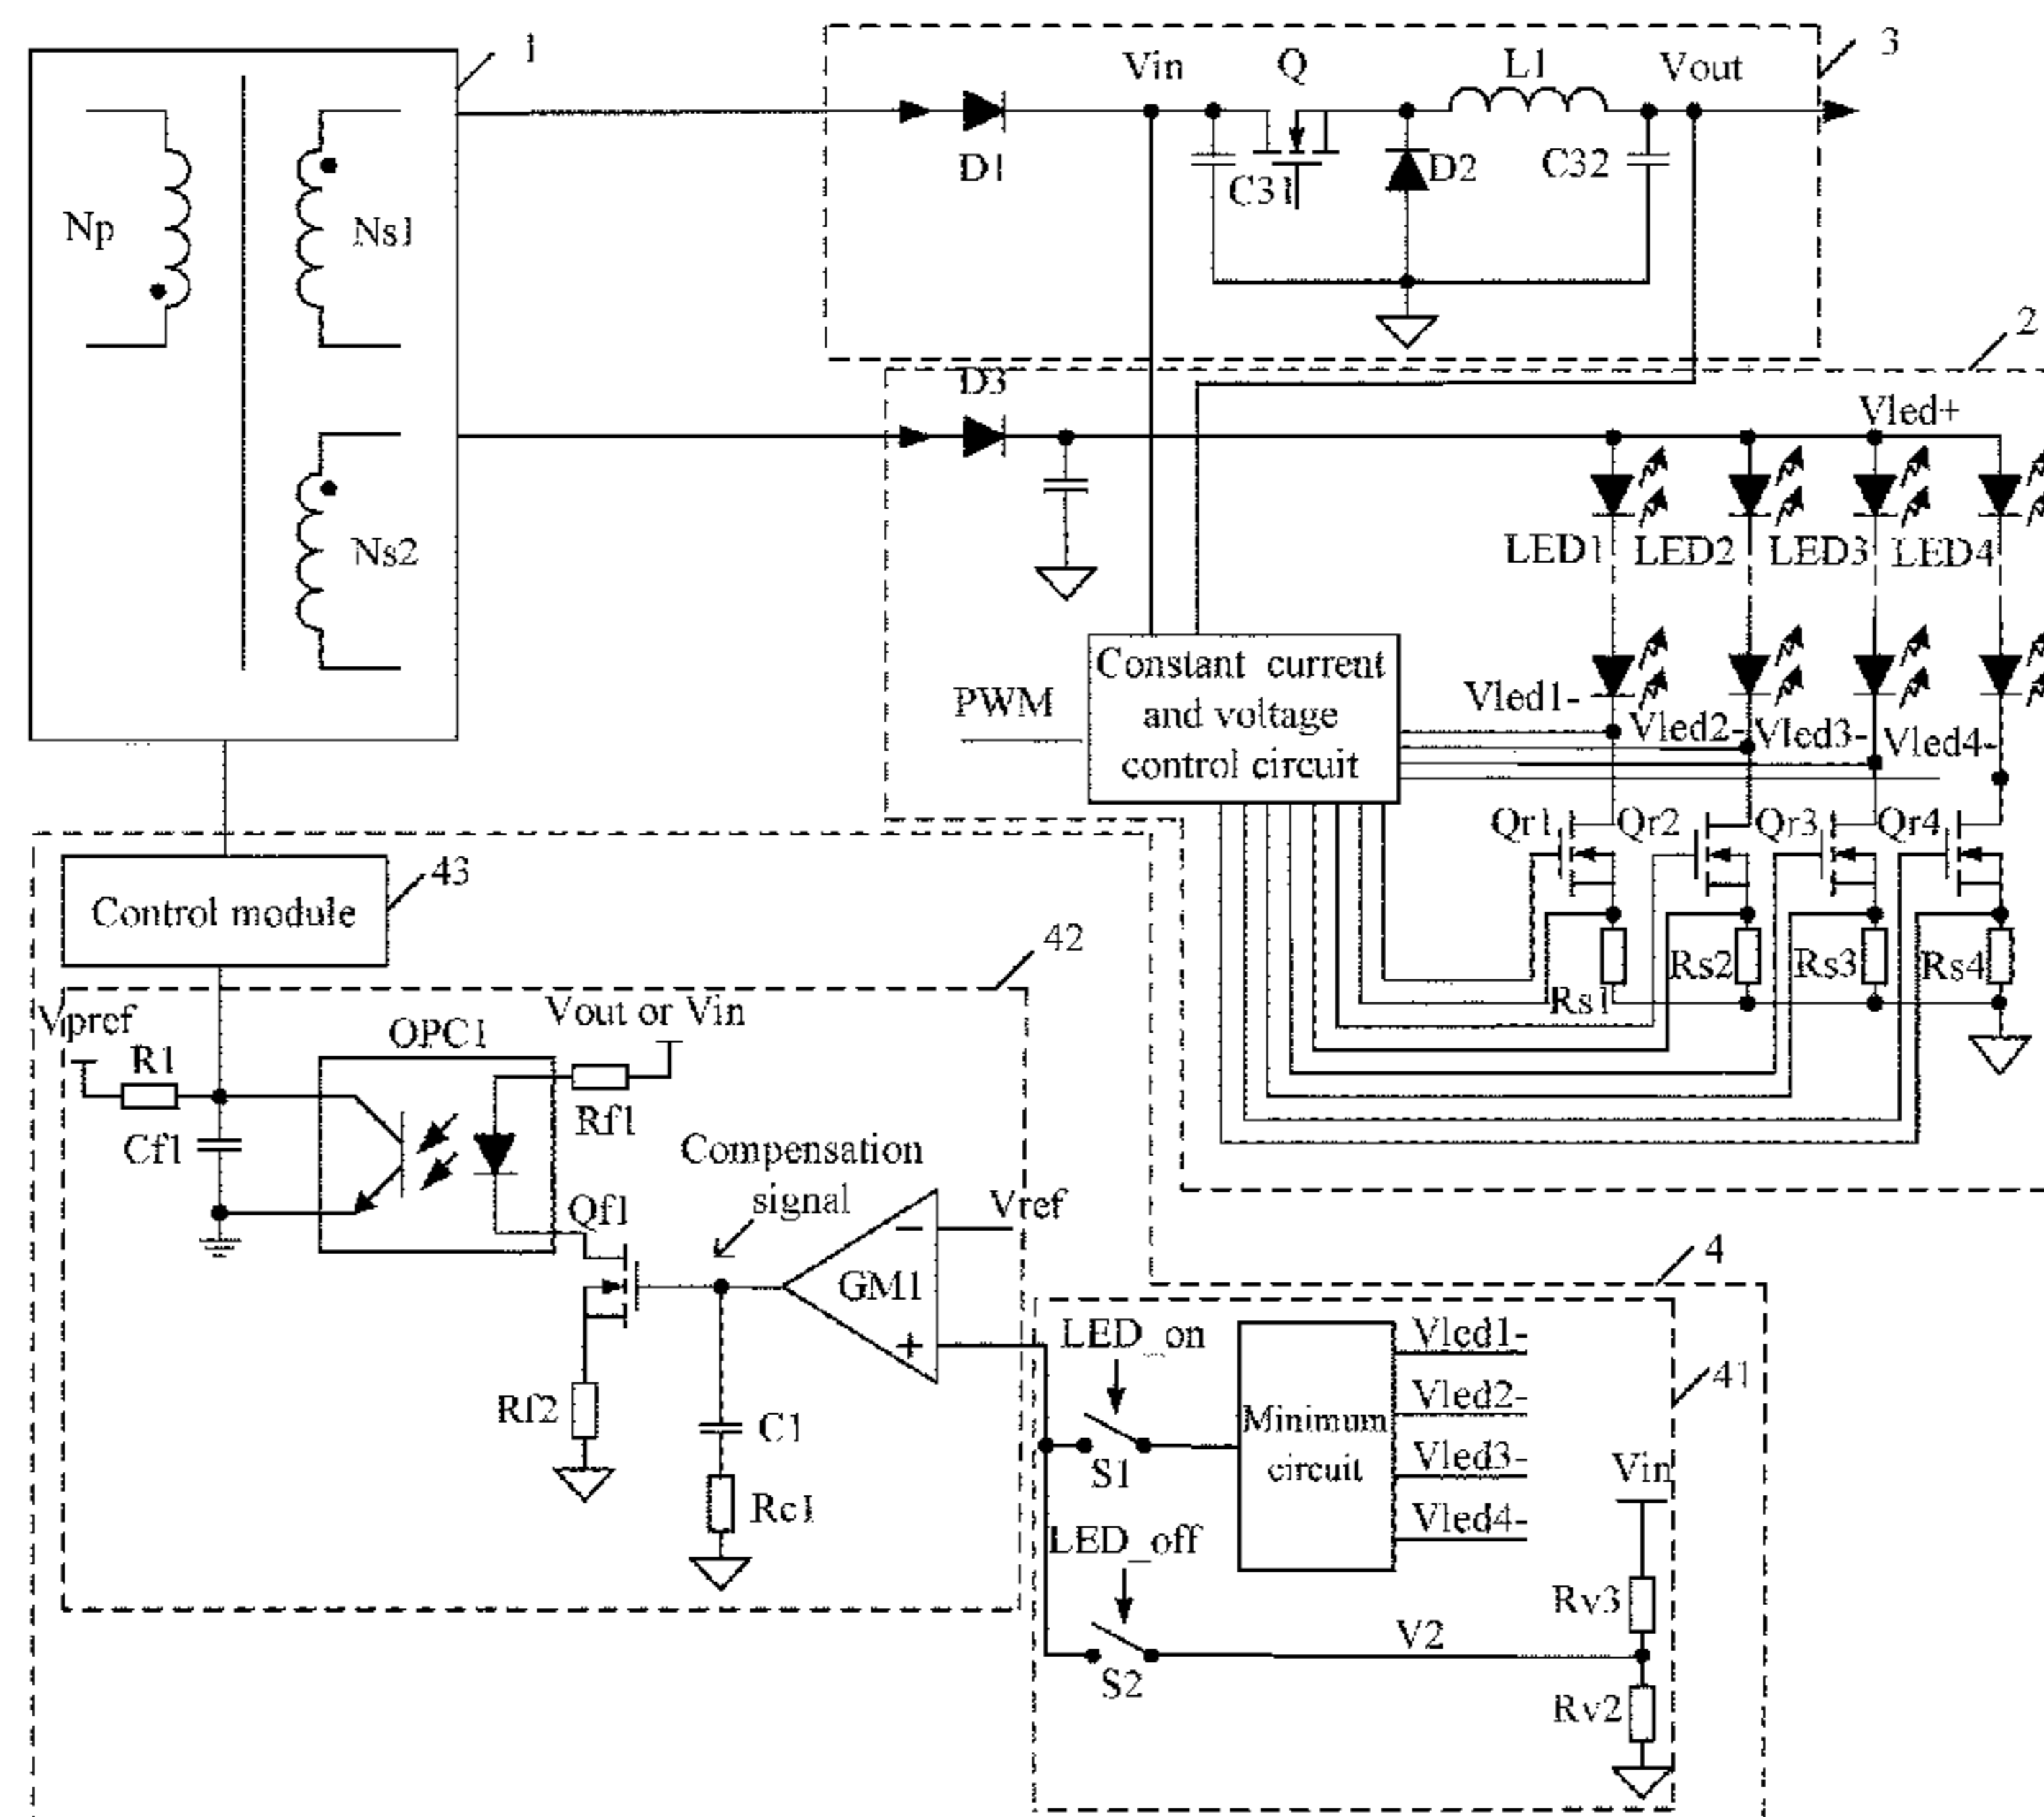 1
3
Vin
Q
L1
Vout
D1
C31
D2
C32
Np
Ns1
2
D3
Vled+
Ns2
LED1
LED2
LED3
LED4
Constant current
and voltage
control circuit
PWM
Vled1-
Vled2-
Vled3-
Vled4-
Qr1
Qr2
Qr3
Qr4
43
Control module
42
Rs1
Rs2
Rs3
Rs4
Vpref
R1
OPC1
Vout or Vin
Rf1
Cf1
Compensation
signal
Qf1
Vref
GM1
4
LED_on
Vled1-
Vled2-
Vled3-
Vled4-
41
Minimum
circuit
S1
Rf2
C1
Rc1
Vin
LED_off
Rv3
V2
S2
Rv2